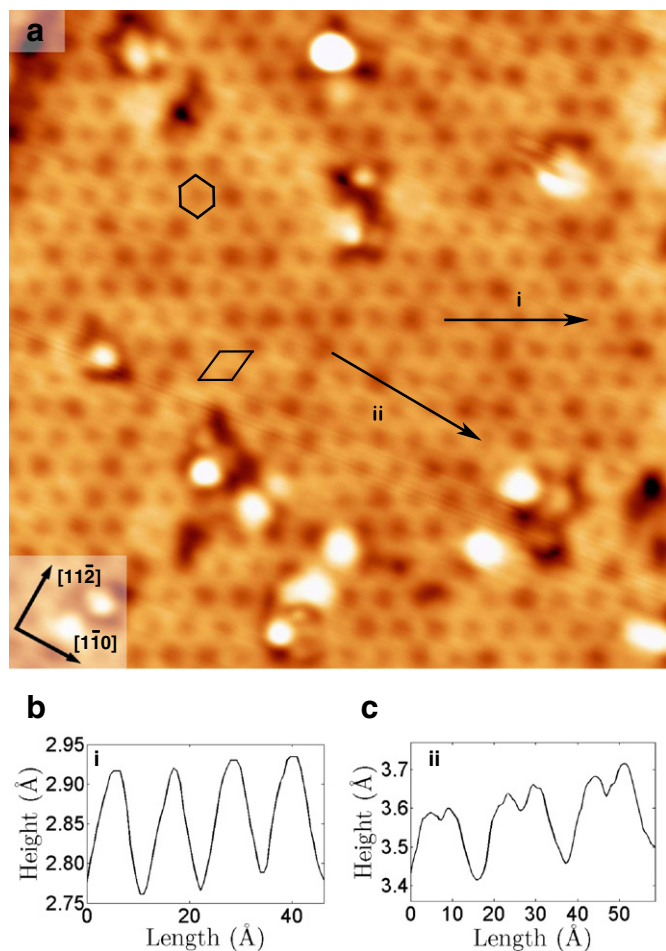 a
i
ii
[112̄]
[11̄0]
b
c
i
2.95
2.90
2.85
2.80
2.75
Height (Å)
0
20
40
Length (Å)
ii
3.7
3.6
3.5
3.4
Height (Å)
0
10
20
30
40
50
Length (Å)